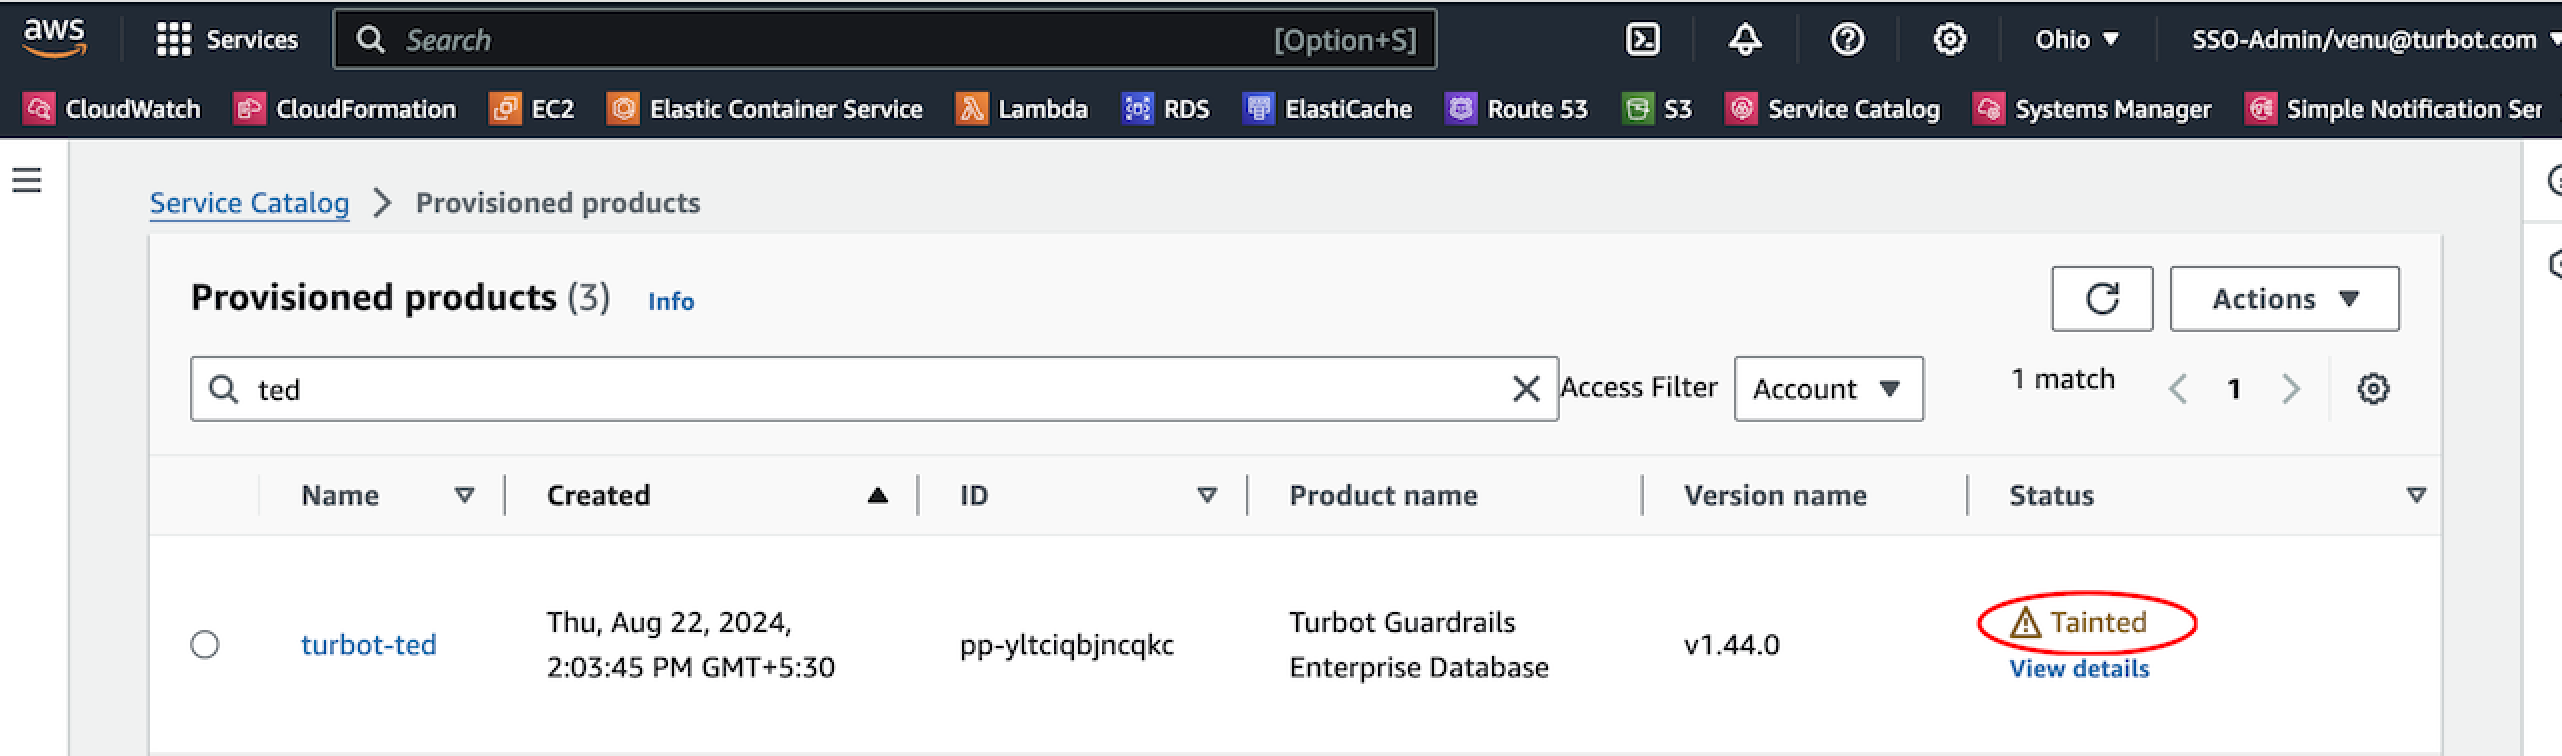 aws Services Search [Option+S] Ohio SSO-Admin/venu@turbot.com
CloudWatch CloudFormation EC2 Elastic Container Service Lambda RDS ElastiCache Route 53 S3 Service Catalog Systems Manager Simple Notification Ser
Service Catalog Provisioned products
Provisioned products (3) Info Actions
ted Access Filter Account 1 match 1
Name Created ID Product name Version name Status
Thu, Aug 22, 2024, Turbot Guardrails Tainted
turbot-ted pp-yltciqbjncqkc v1.44.0
2:03:45 PM GMT+5:30 Enterprise Database View details